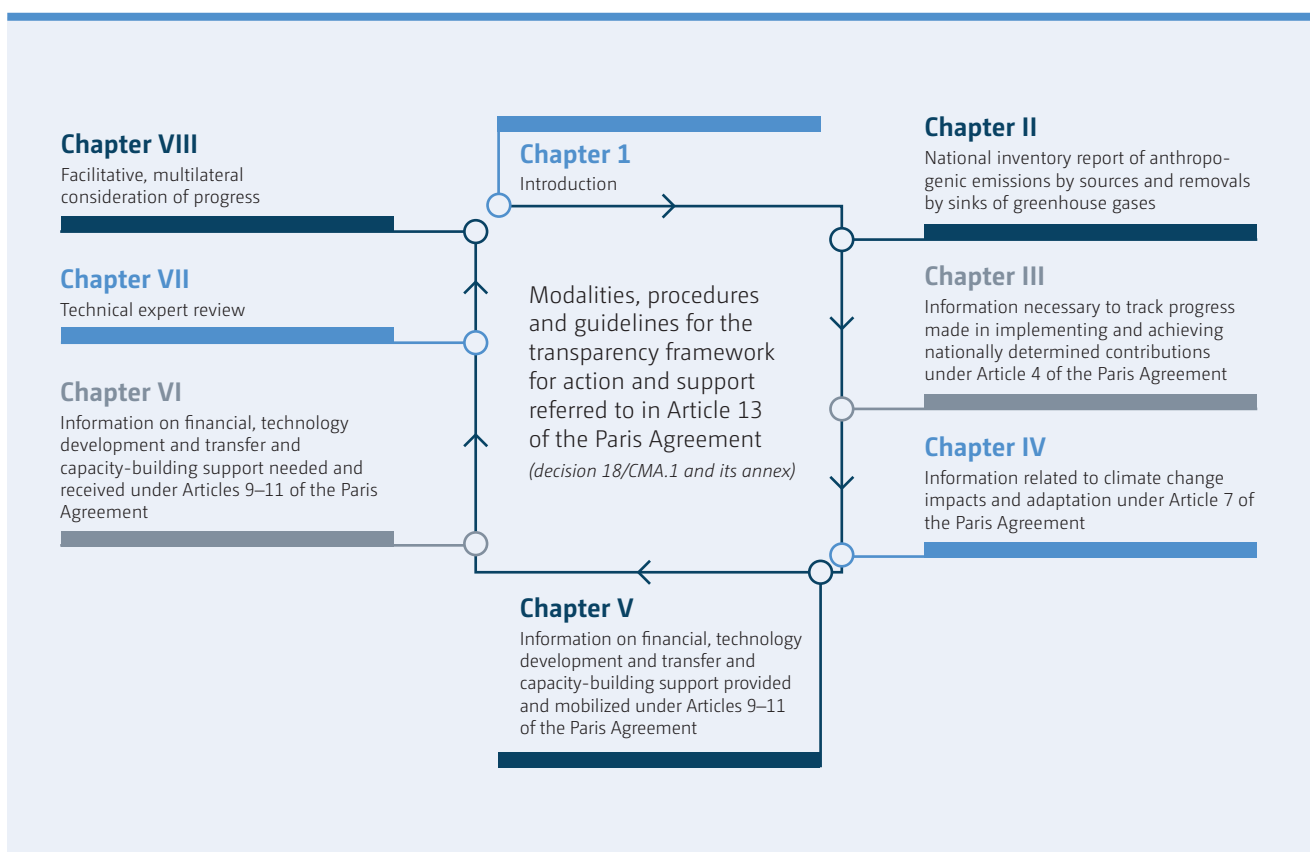 Chapter 1
Introduction
Chapter II
National inventory report of anthropo-
genic emissions by sources and removals
by sinks of greenhouse gases
Chapter III
Information necessary to track progress
made in implementing and achieving
nationally determined contributions
under Article 4 of the Paris Agreement
Chapter IV
Information related to climate change
impacts and adaptation under Article 7 of
the Paris Agreement
Chapter V
Information on financial, technology
development and transfer and
capacity-building support provided
and mobilized under Articles 9–11
of the Paris Agreement
Chapter VI
Information on financial, technology
development and transfer and
capacity-building support needed and
received under Articles 9–11 of the Paris
Agreement
Chapter VII
Technical expert review
Chapter VIII
Facilitative, multilateral
consideration of progress
Modalities, procedures
and guidelines for the
transparency framework
for action and support
referred to in Article 13
of the Paris Agreement
(decision 18/CMA.1 and its annex)